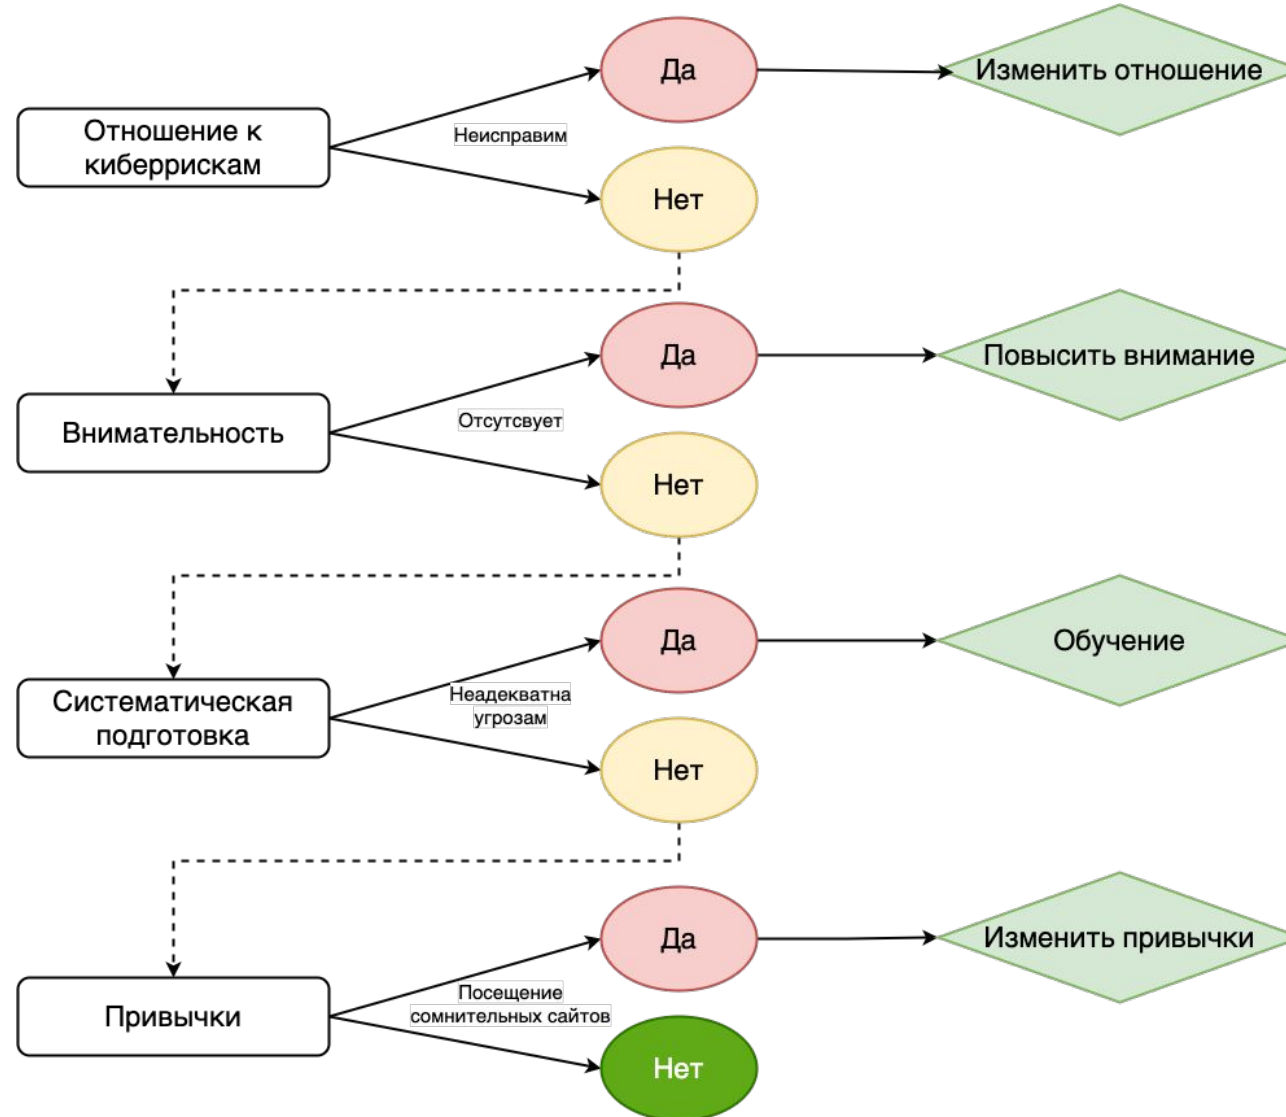 Да
Изменить отношение
Отношение к
киберрискам
Неисправим
Нет
Да
Повысить внимание
Внимательность
Отсутсвует
Нет
Да
Обучение
Систематическая
подготовка
Неадекватна
угрозам
Нет
Да
Изменить привычки
Привычки
Посещение
сомнительных сайтов
Нет